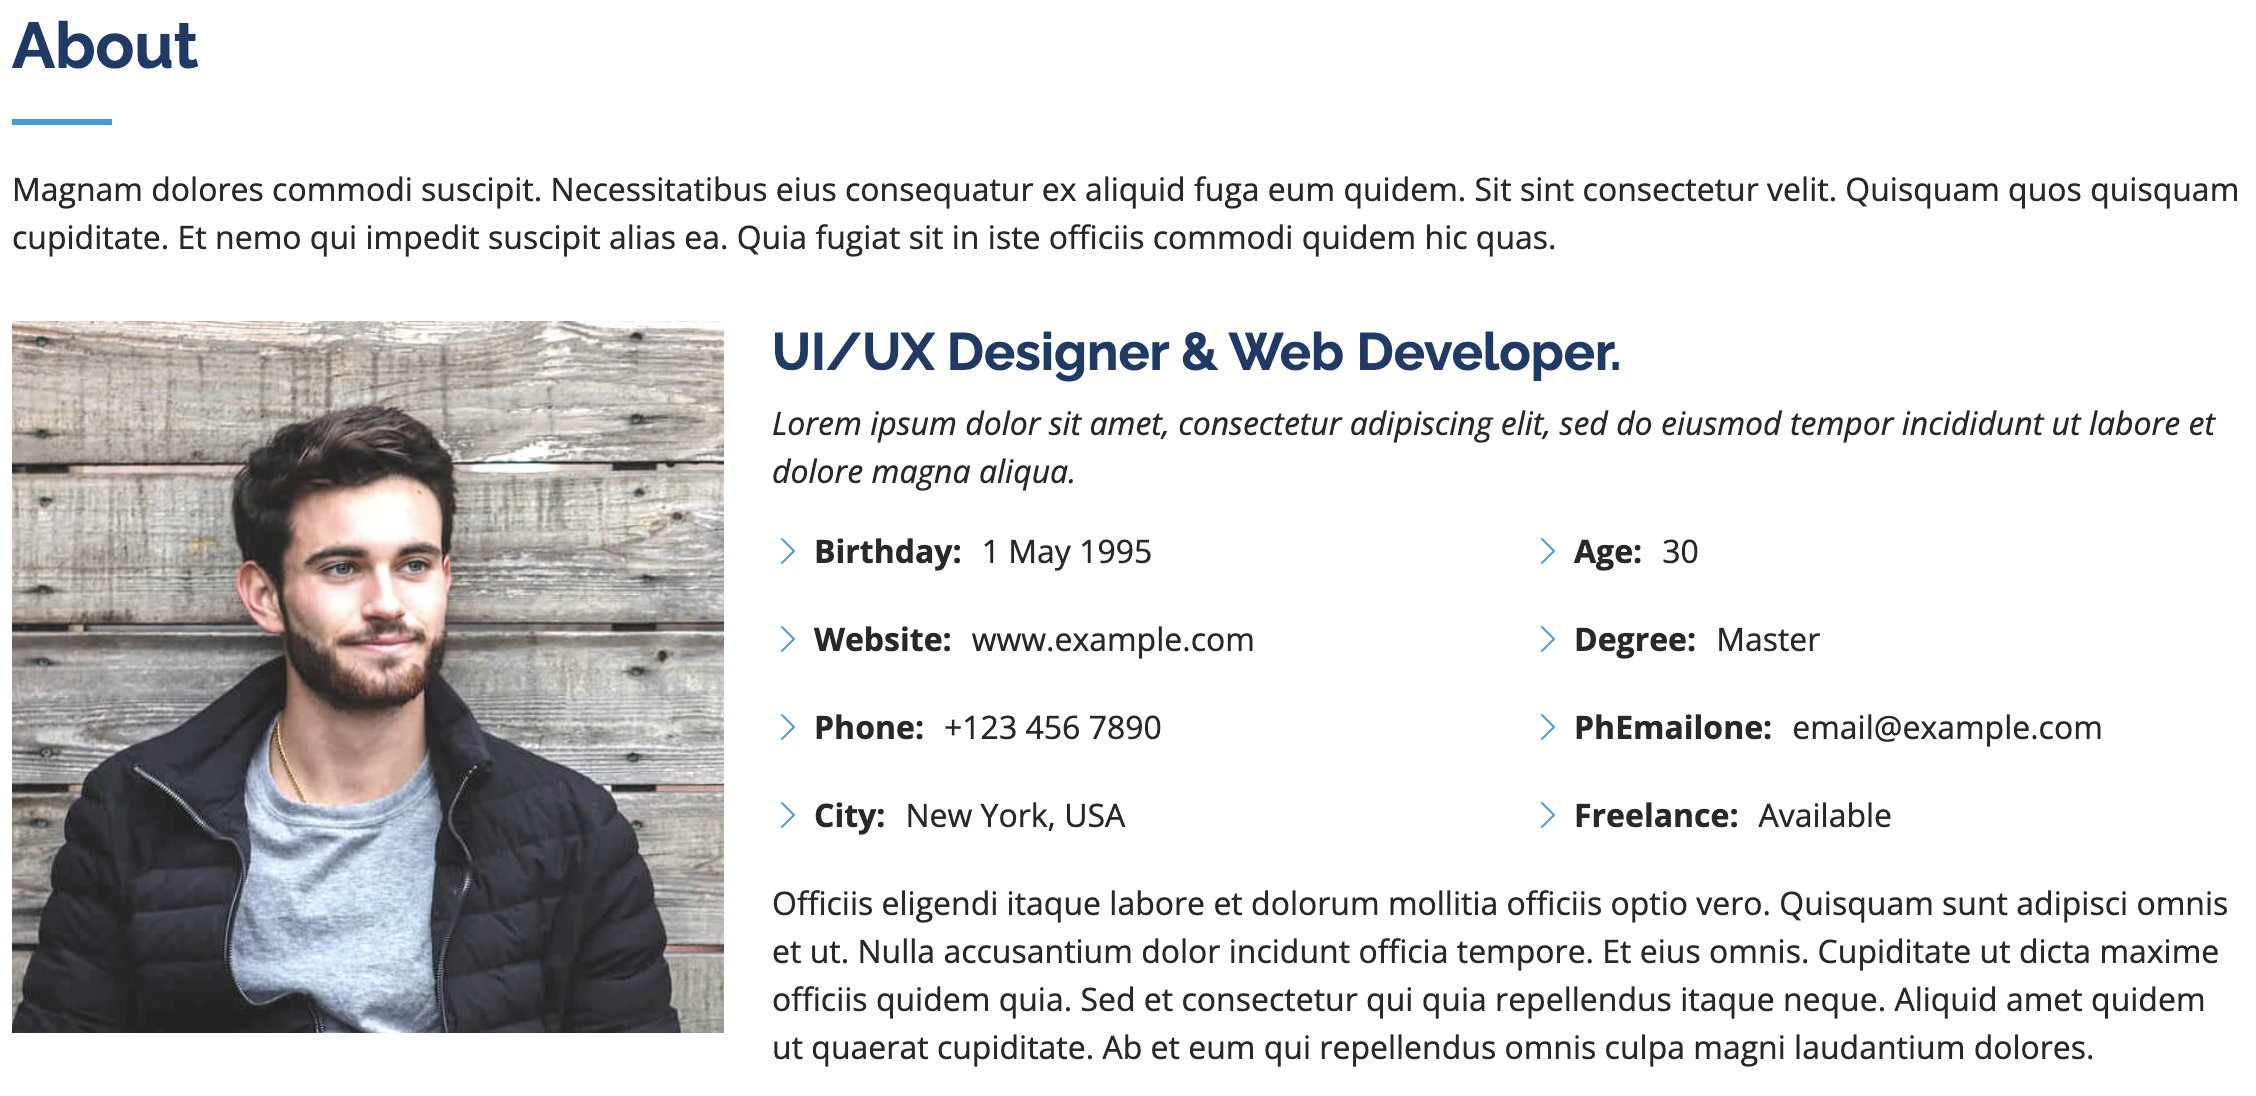 About
Magnam dolores commodi suscipit. Necessitatibus eius consequatur ex aliquid fuga eum quidem. Sit sint consectetur velit. Quisquam quos quisquam
cupiditate. Et nemo qui impedit suscipit alias ea. Quia fugiat sit in iste officiis commodi quidem hic quas.
UI/UX Designer & Web Developer.
Lorem ipsum dolor sit amet, consectetur adipiscing elit, sed do eiusmod tempor incididunt ut labore et
dolore magna aliqua.
Birthday: 1 May 1995
Age: 30
Website: www.example.com
Degree: Master
Phone: +123 456 7890
PhEmailone: email@example.com
City: New York, USA
Freelance: Available
Officiis eligendi itaque labore et dolorum mollitia officiis optio vero. Quisquam sunt adipisci omnis
et ut. Nulla accusantium dolor incidunt officia tempore. Et eius omnis. Cupiditate ut dicta maxime
officiis quidem quia. Sed et consectetur qui quia repellendus itaque neque. Aliquid amet quidem
ut quaerat cupiditate. Ab et eum qui repellendus omnis culpa magni laudantium dolores.